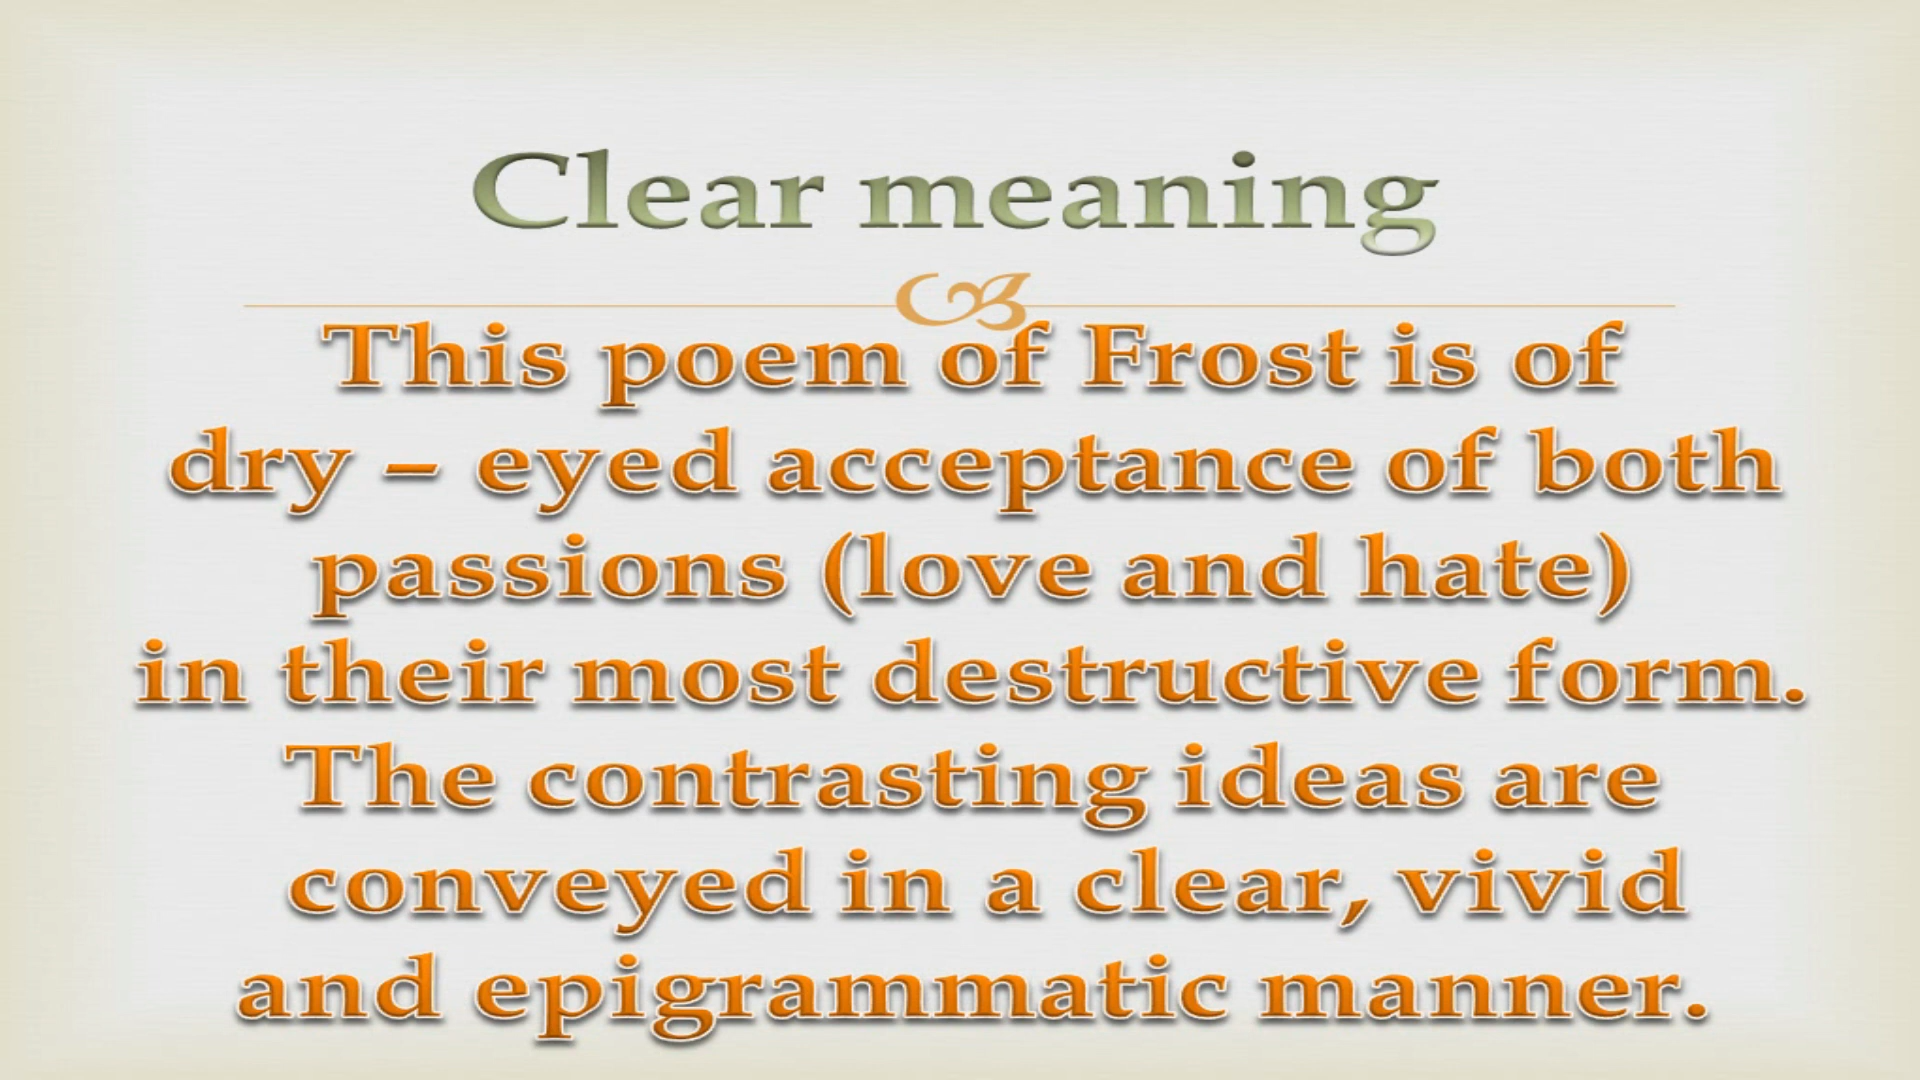 Clear meaning
This poem of Frost is of
dry – eyed acceptance of both
passions (love and hate)
in their most destructive form.
The contrasting ideas are
conveyed in a clear, vivid
and epigrammatic manner.